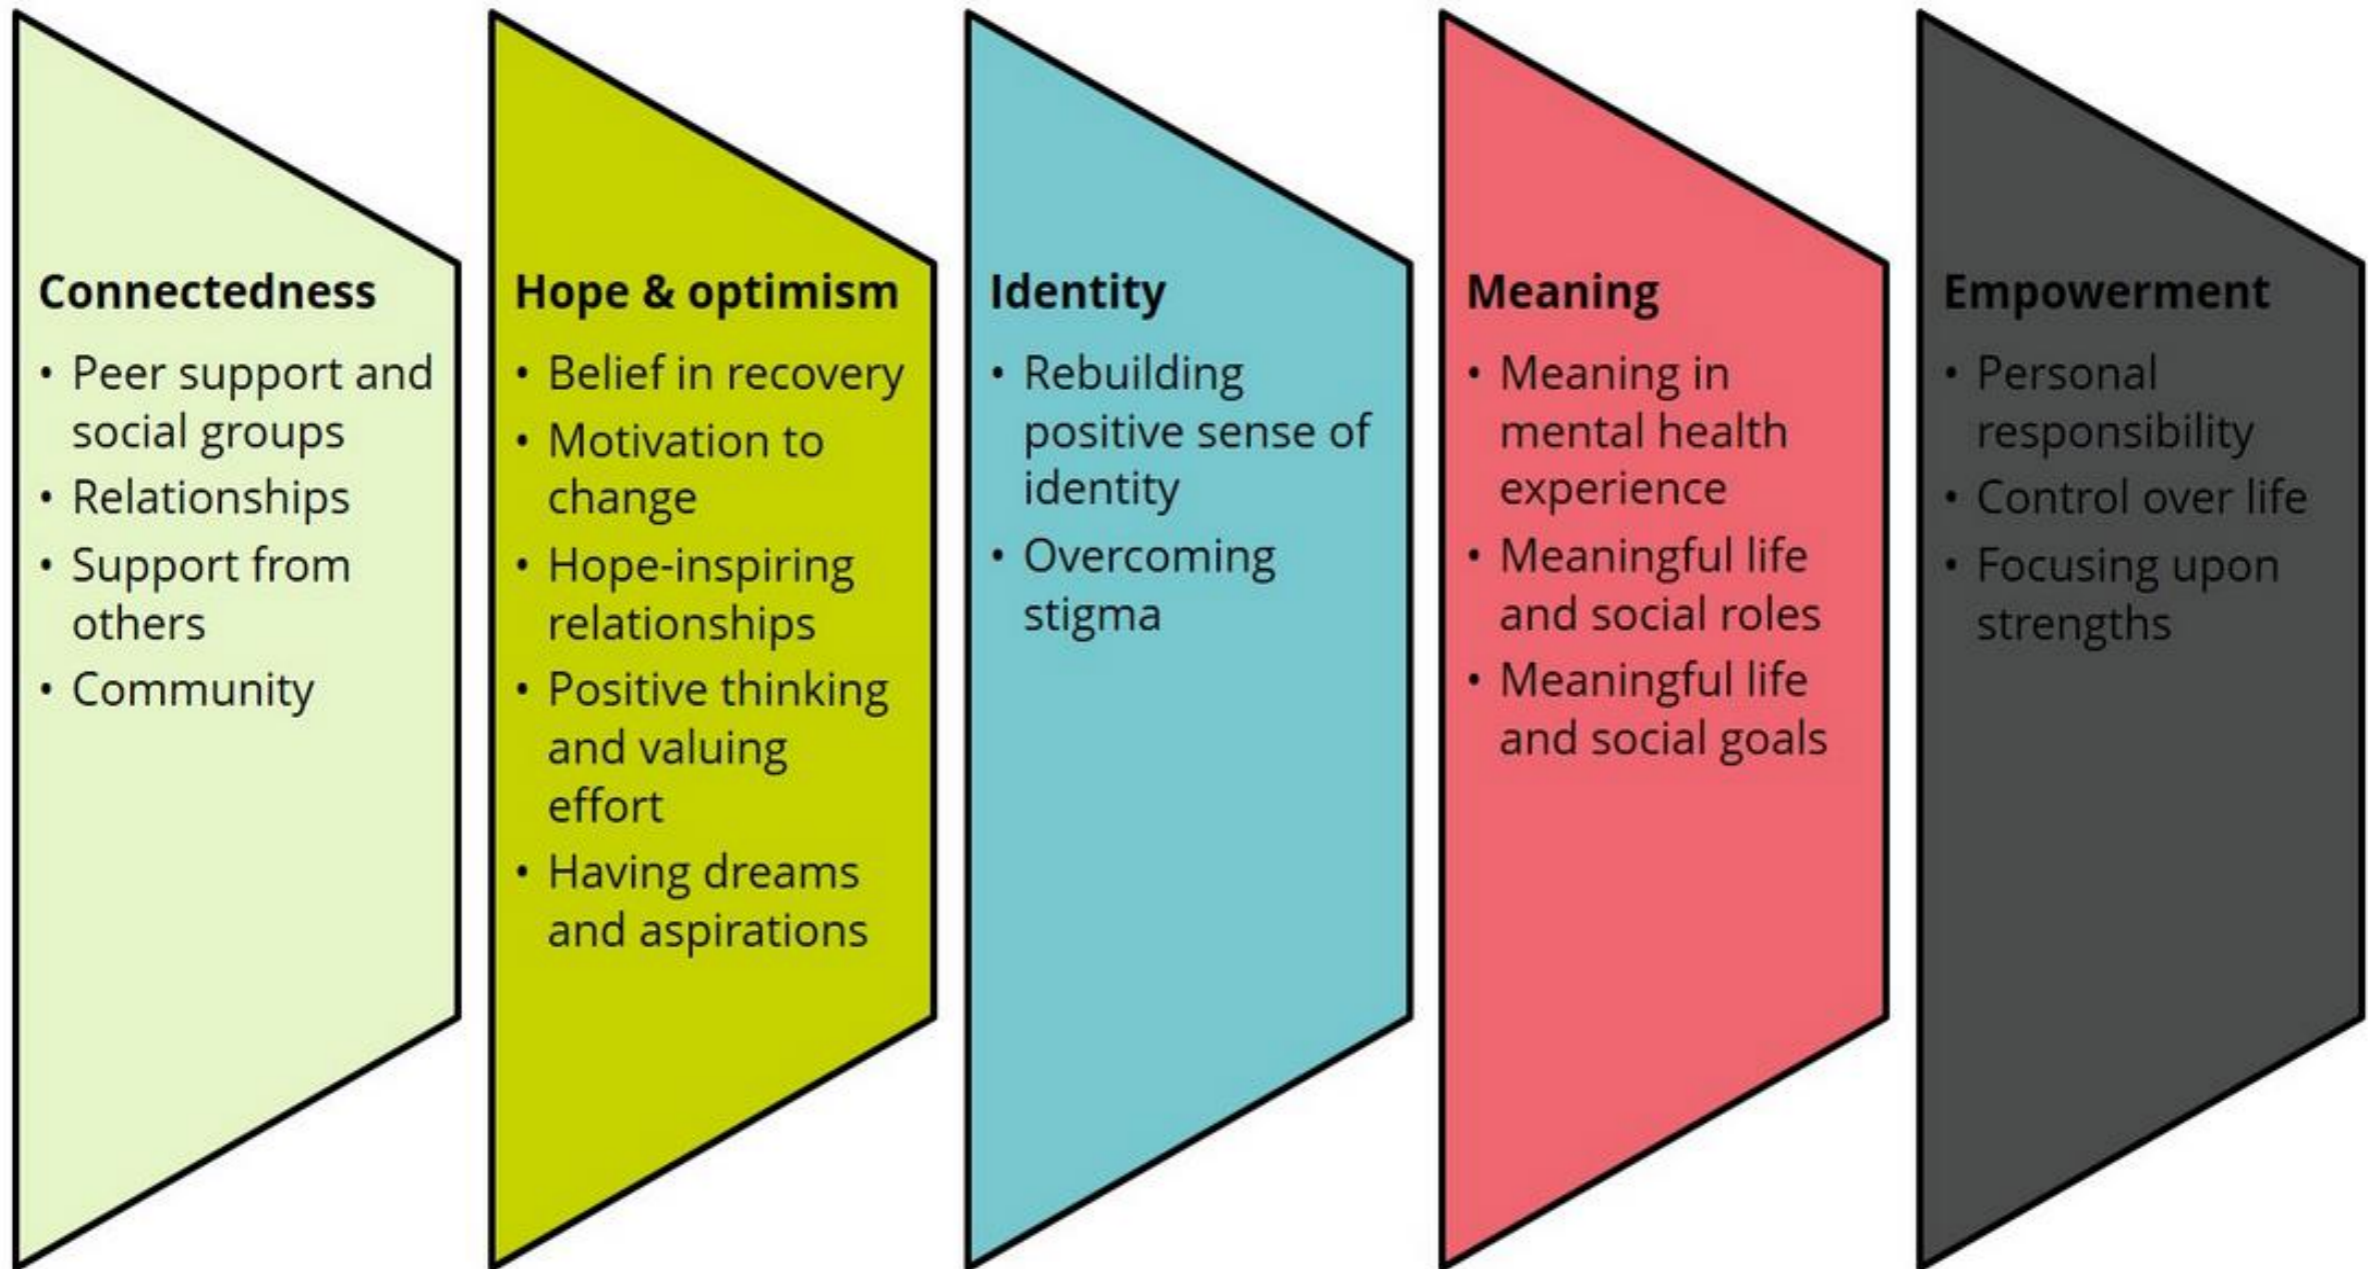 Connectedness
• Peer support and
social groups
• Relationships
• Support from
others
• Community
Hope & optimism
• Belief in recovery
• Motivation to
change
• Hope-inspiring
relationships
• Positive thinking
and valuing
effort
• Having dreams
and aspirations
Identity
• Rebuilding
positive sense of
identity
• Overcoming
stigma
Meaning
• Meaning in
mental health
experience
• Meaningful life
and social roles
• Meaningful life
and social goals
Empowerment
• Personal
responsibility
• Control over life
• Focusing upon
strengths